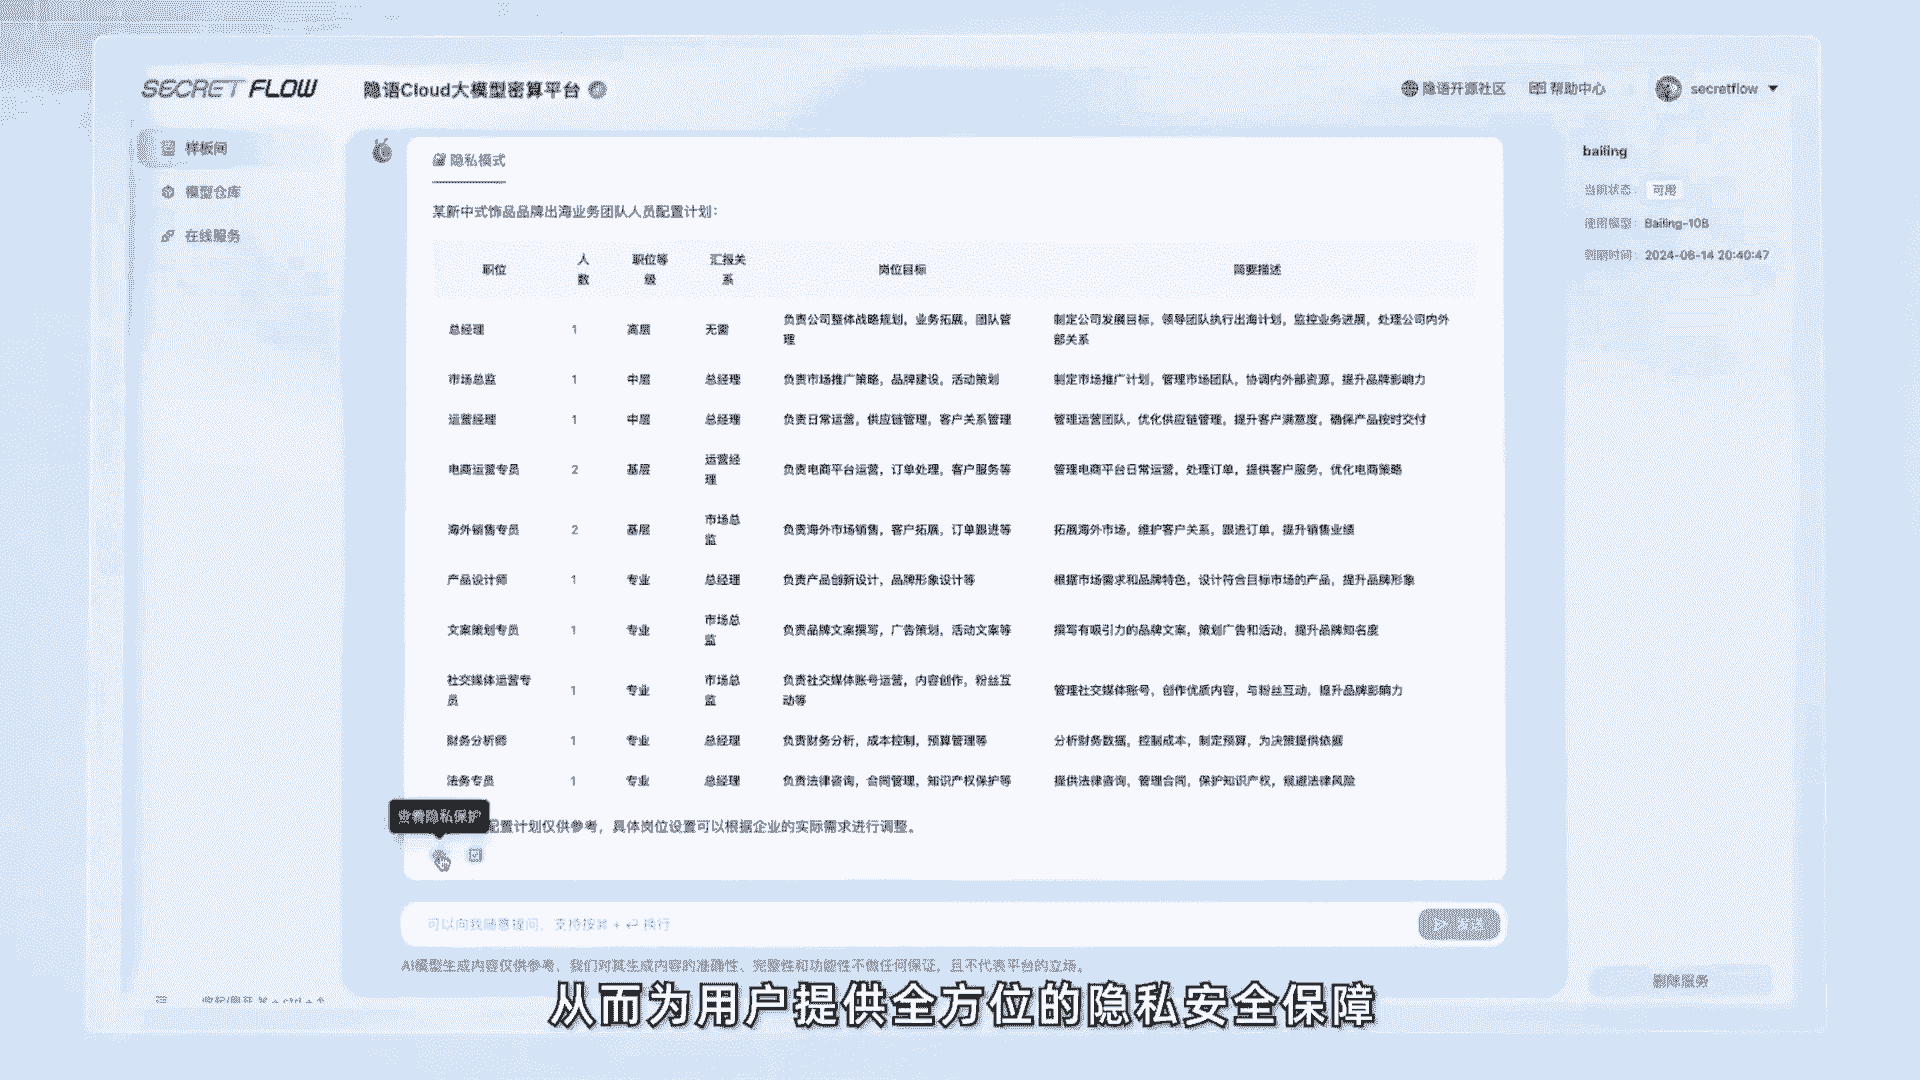 SECRET FLOW
隐语Cloud大模型密算平台
隐语开源社区
帮助中心
secretflow
样板间
模型仓库
在线服务
隐私模式
某新中式饰品品牌出海业务团队人员配置计划：
职位 人数 职位等级 汇报关系 岗位目标 简要描述
总经理 1 高层 无需 负责公司整体战略规划，业务拓展，团队管理 制定公司发展目标，领导团队执行出海计划，监控业务进展，处理公司内外部关系
市场总监 1 中层 总经理 负责市场推广策略，品牌建设，活动策划 制定市场推广计划，管理市场团队，协调内外部资源，提升品牌影响力
运营经理 1 中层 总经理 负责日常运营，供应链管理，客户关系管理 管理运营团队，优化供应链管理，提升客户满意度，确保产品按时交付
电商运营专员 2 基层 运营经理 负责电商平台运营，订单处理，客户服务等 管理电商平台日常运营，处理订单，提供客户服务，优化电商策略
海外销售专员 2 基层 市场总监 负责海外市场销售，客户拓展，订单跟进等 拓展海外市场，维护客户关系，跟进订单，提升销售业绩
产品设计师 1 专业 总经理 负责产品创新设计，品牌形象设计等 根据市场需求和品牌特色，设计符合目标市场的产品，提升品牌形象
文案策划专员 1 专业 市场总监 负责品牌文案撰写，广告策划，活动文案等 撰写有吸引力的品牌文案，策划广告和活动，提升品牌知名度
社交媒体运营专员 1 专业 市场总监 负责社交媒体账号运营，内容创作，粉丝互动等 管理社交媒体账号，创作优质内容，与粉丝互动，提升品牌影响力
财务分析师 1 专业 总经理 负责财务分析，成本控制，预算管理等 分析财务数据，控制成本，制定预算，为决策提供依据
法务专员 1 专业 总经理 负责法律咨询，合同管理，知识产权保护等 提供法律咨询，管理合同，保护知识产权，规避法律风险
查看隐私保护
配置计划仅供参考，具体岗位设置可以根据企业的实际需求进行调整。
可以向我随意提问，支持按⌘ + ↩ 换行
发送
AI模型生成内容仅供参考，我们对其生成内容的准确性、完整性和功能性不做任何保证，且不代表平台的立场。
bailing
当前状态： 可用
使用模型： Bailing-10B
到期时间： 2024-06-14 20:40:47
删除服务
从而为用户提供全方位的隐私安全保障